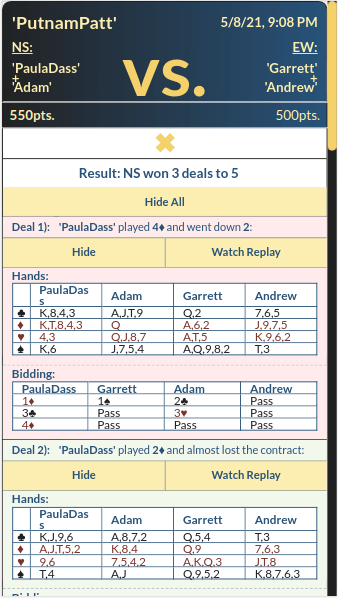 'PutnamPatt' 5/8/21, 9:08 PM
NS: EW:
'PaulaDass' 'Garrett'
+ VS. +
'Adam' 'Andrew'
550pts. 500pts.
✖
Result: NS won 3 deals to 5
Hide All
Deal 1): 'PaulaDass' played 4♦ and went down 2:
Hide Watch Replay
Hands:
PaulaDas
s Adam Garrett Andrew
♣ K,8,4,3 A,J,T,9 Q,2 7,6,5
♦ K,T,8,4,3 Q A,6,2 J,9,7,5
♥ 4,3 Q,J,8,7 A,T,5 K,9,6,2
♠ K,6 J,7,5,4 A,Q,9,8,2 T,3
Bidding:
PaulaDass Garrett Adam Andrew
1♦ 1♠ 2♣ Pass
3♣ Pass 3♥ Pass
4♦ Pass Pass Pass
Deal 2): 'PaulaDass' played 2♦ and almost lost the contract:
Hide Watch Replay
Hands:
PaulaDas
s Adam Garrett Andrew
♣ K,J,9,6 A,8,7,2 Q,5,4 T,3
♦ A,J,T,5,2 K,8,4 Q,9 7,6,3
♥ 9,6 7,5,4,2 A,K,Q,3 J,T,8
♠ T,4 A,J Q,9,5,2 K,8,7,6,3